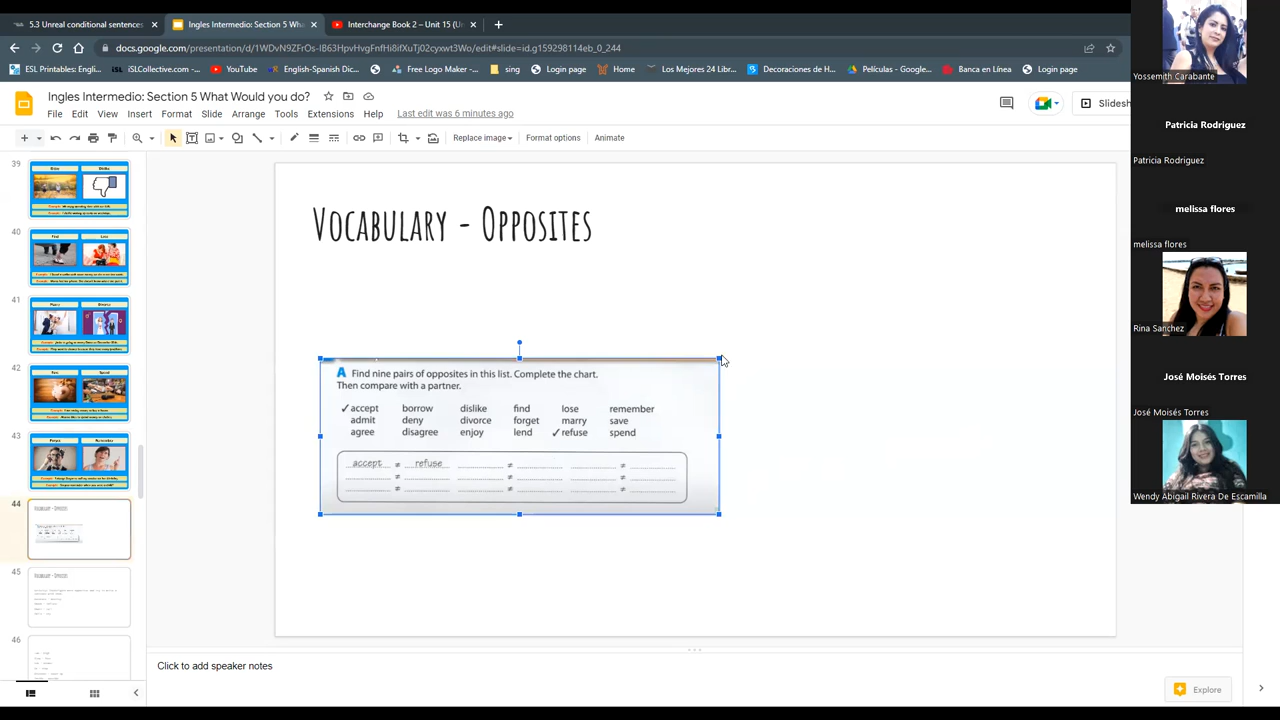 5.3 Unreal conditional sentences
Ingles Intermedio: Section 5 Wh
Interchange Book 2 – Unit 15 (U
docs.google.com/presentation/d/1WDvN9ZFrOs-I863HpvHvgFnfHi8ifXuTj02cyxwt3Wo/edit#slide=id.g159298114eb_0_244
ESL Printables: Engli...
iSLCollective.com -...
YouTube
English-Spanish Dic...
Free Logo Maker -...
sing
Login page
Home
Los Mejores 24 Libr...
Decoraciones de H...
Películas - Google...
Banca en Línea
Login page
Ingles Intermedio: Section 5 What Would you do?
File Edit View Insert Format Slide Arrange Tools Extensions Help Last edit was 6 minutes ago
Slidesh
Replace image
Format options
Animate
39
40
41
42
43
44
45
46
Vocabulary - Opposites
A Find nine pairs of opposites in this list. Complete the chart.
Then compare with a partner.
✓ accept borrow dislike find lose remember
admit deny divorce forget marry save
agree disagree enjoy lend ✓ refuse spend
accept ≠ refuse ≠ ≠
≠ ≠ ≠
≠ ≠ ≠
Click to add speaker notes
Explore
Yossemith Carabante
Patricia Rodriguez
Patricia Rodriguez
melissa flores
melissa flores
Rina Sanchez
José Moisés Torres
José Moisés Torres
Wendy Abigail Rivera De Escamilla